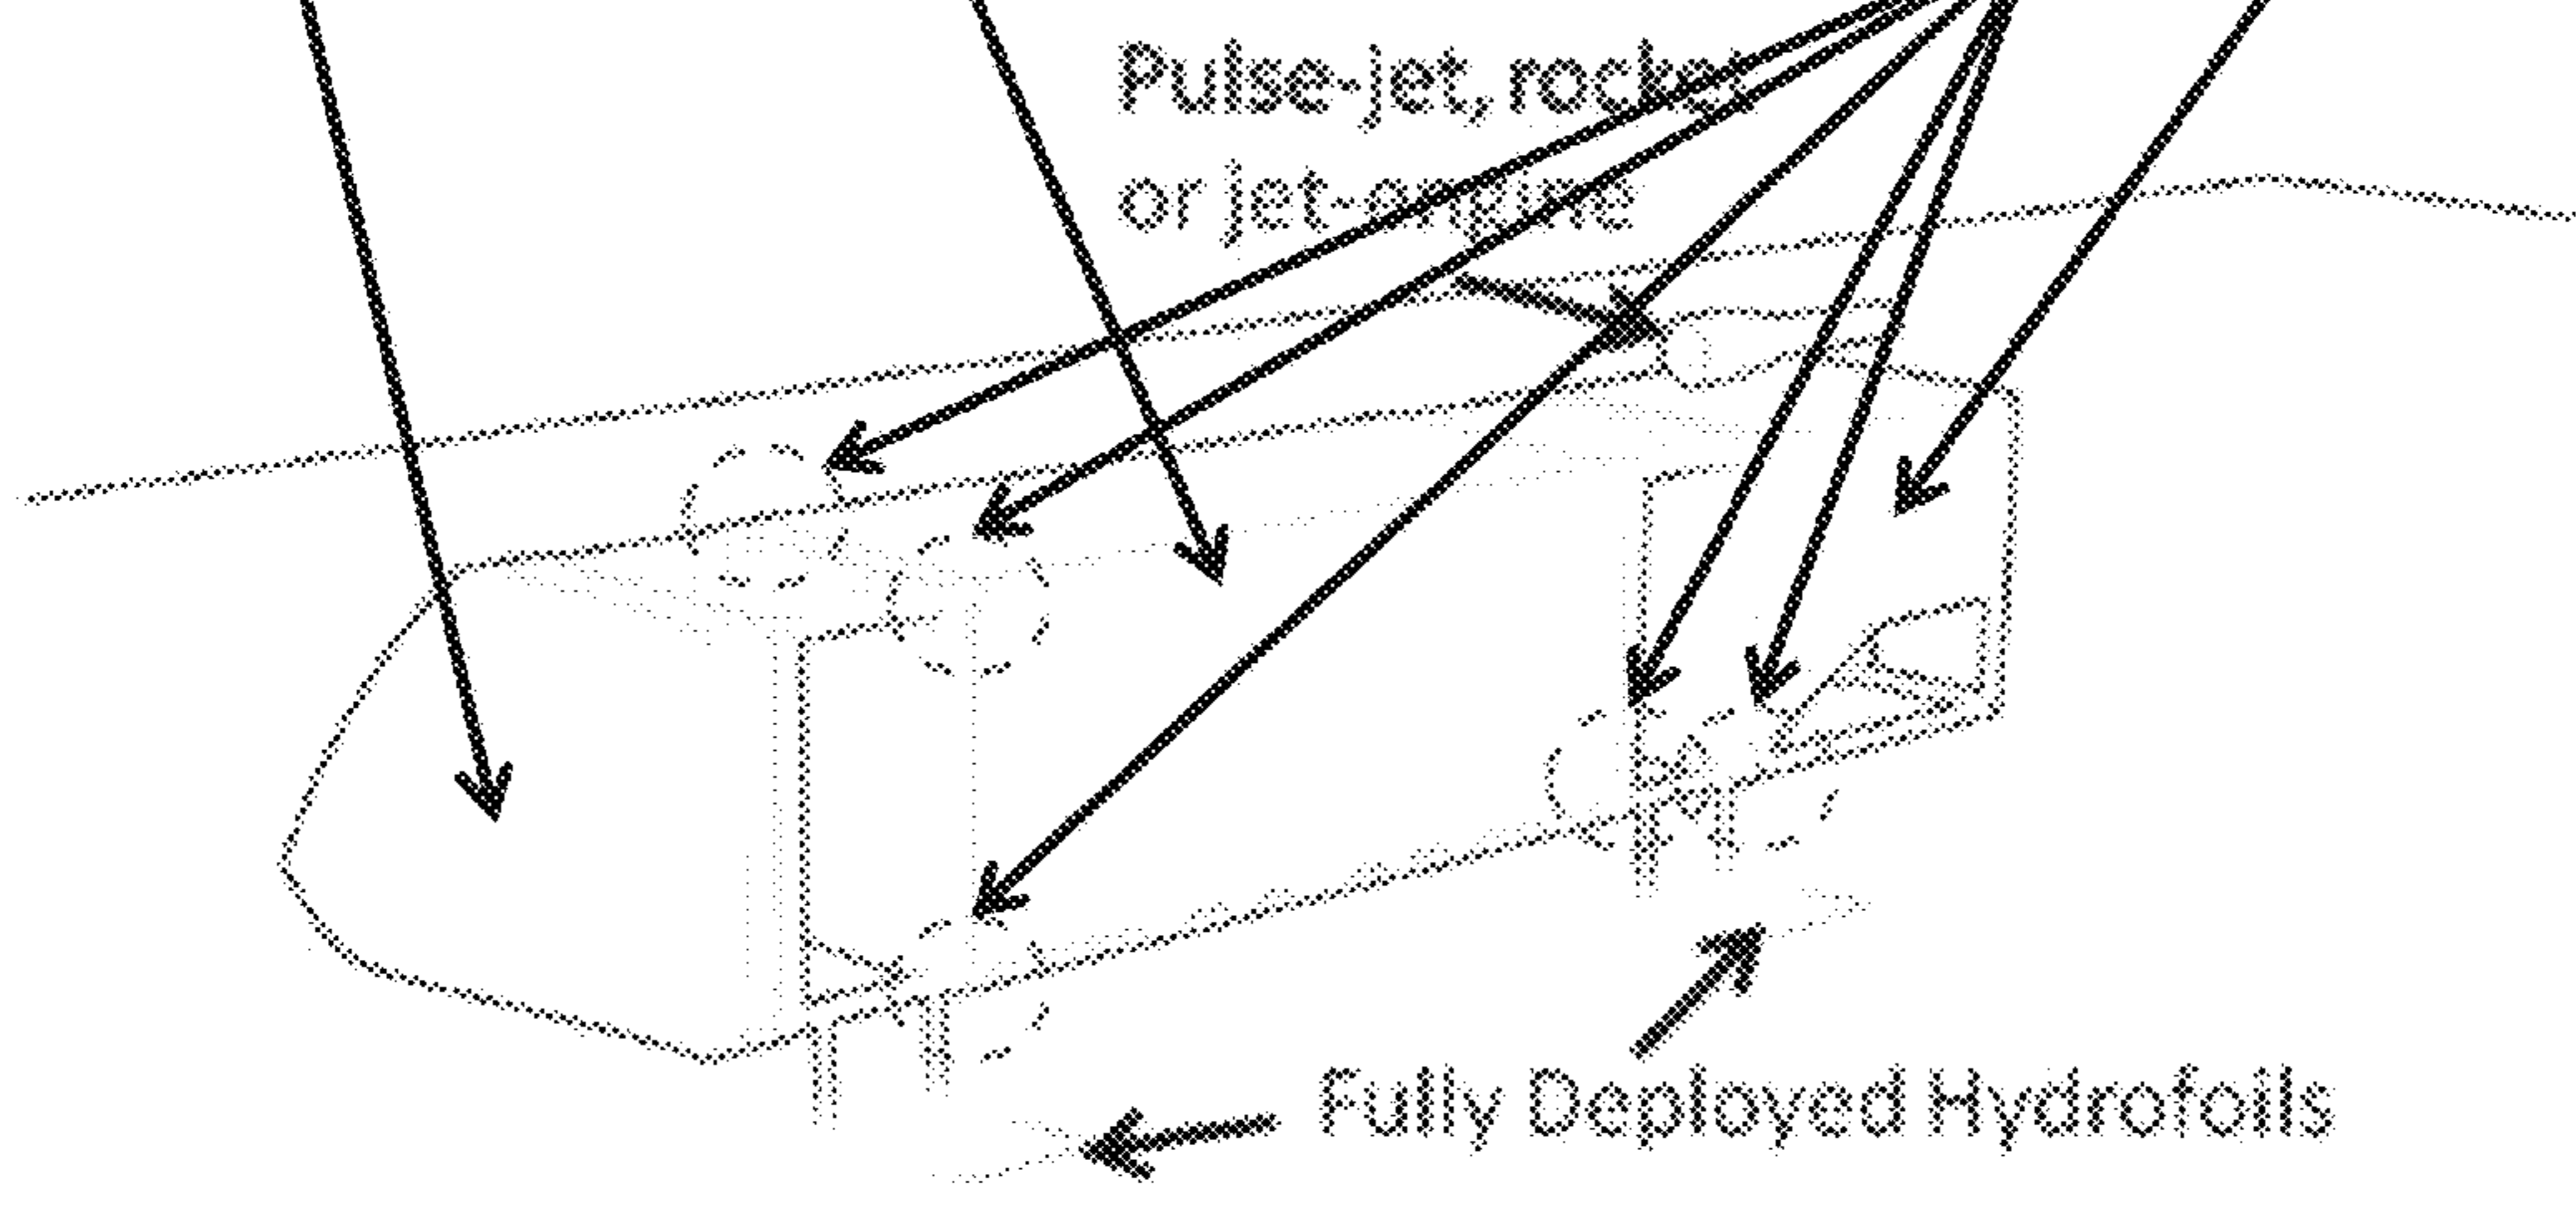 Pulse-jet, rocket
or jet-engine
Fully Deployed Hydrofoils